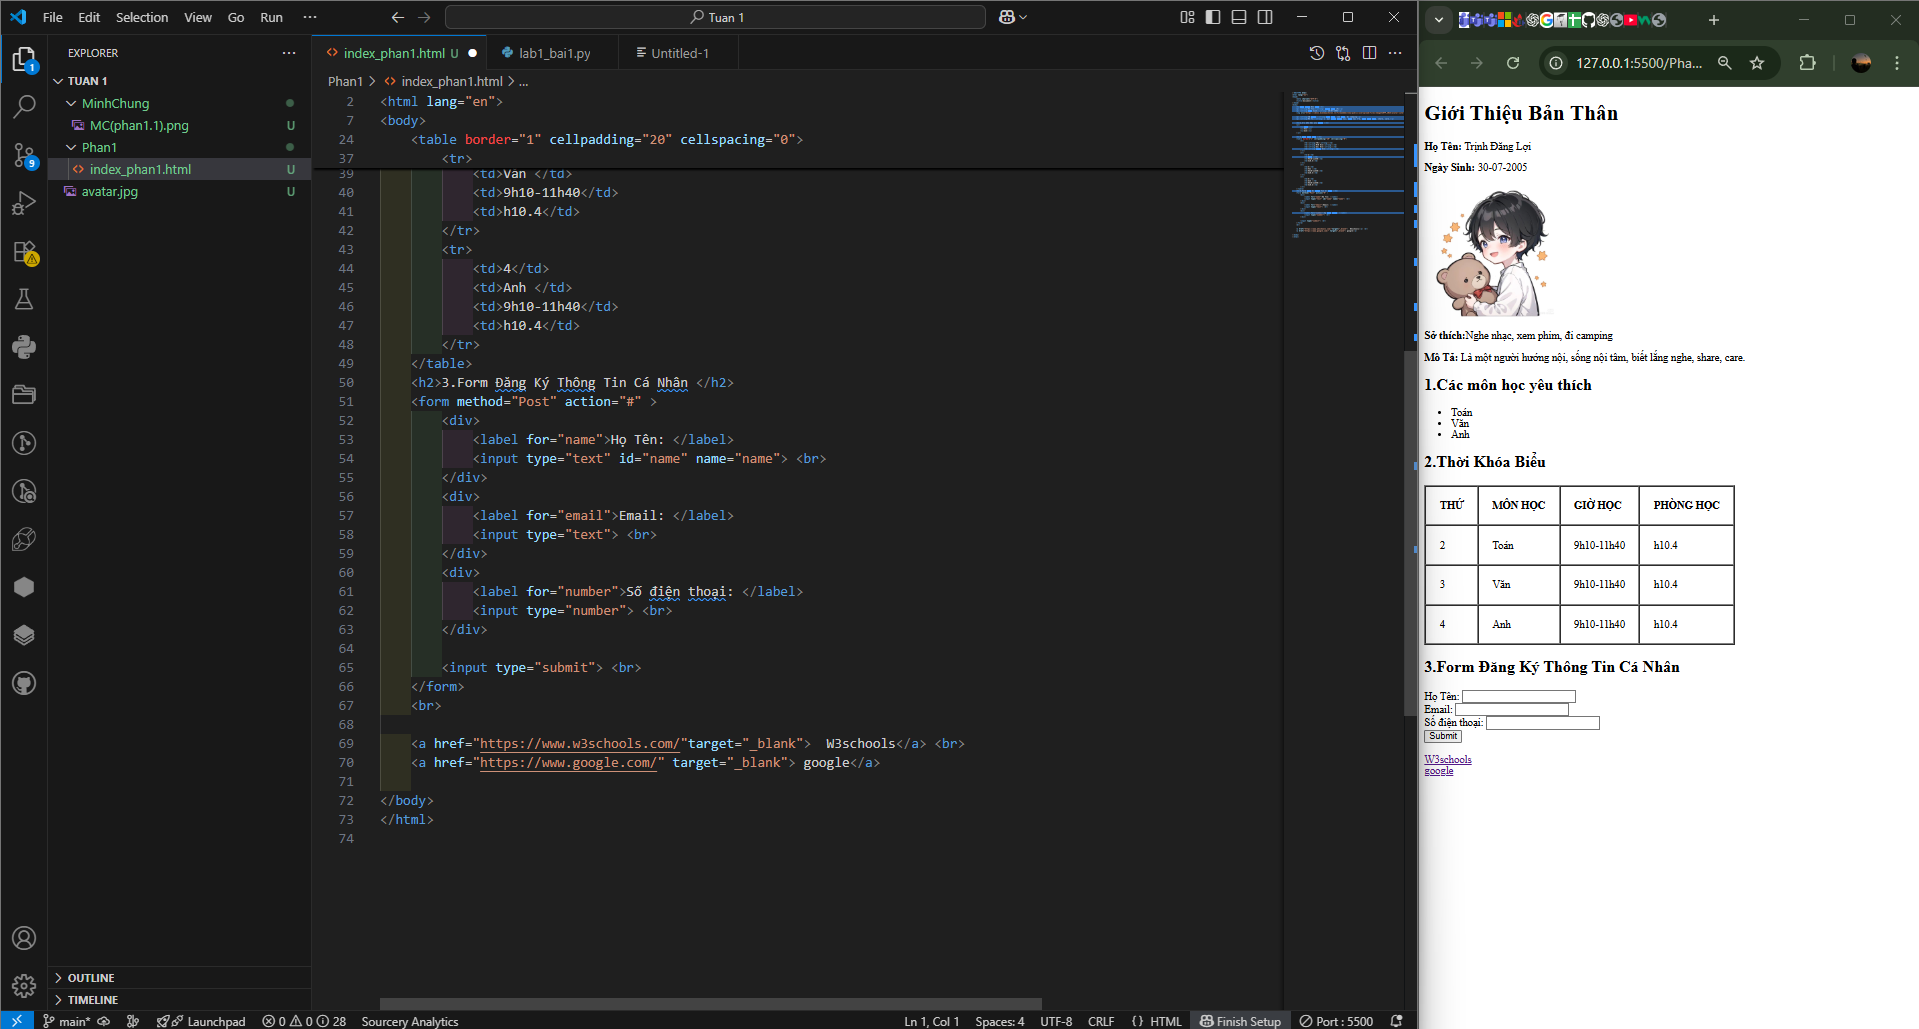 File Edit Selection View Go Run ··· Tuan 1
EXPLORER
TUAN 1
MinhChung
MC(phan1.1).png U
Phan1
index_phan1.html U
avatar.jpg U
OUTLINE
TIMELINE
index_phan1.html U lab1_bai1.py Untitled-1
Phan1 > index_phan1.html > ...
2 <html lang="en">
7 <body>
24 <table border="1" cellpadding="20" cellspacing="0">
37 <tr>
39 <td>Văn </td>
40 <td>9h10-11h40</td>
41 <td>h10.4</td>
42 </tr>
43 <tr>
44 <td>4</td>
45 <td>Anh </td>
46 <td>9h10-11h40</td>
47 <td>h10.4</td>
48 </tr>
49 </table>
50 <h2>3.Form Đăng Ký Thông Tin Cá Nhân </h2>
51 <form method="Post" action="#" >
52 <div>
53 <label for="name">Họ Tên: </label>
54 <input type="text" id="name" name="name"> <br>
55 </div>
56 <div>
57 <label for="email">Email: </label>
58 <input type="text"> <br>
59 </div>
60 <div>
61 <label for="number">Số điện thoại: </label>
62 <input type="number"> <br>
63 </div>
64
65 <input type="submit"> <br>
66 </form>
67 <br>
68
69 <a href="https://www.w3schools.com/"target="_blank">  W3schools</a> <br>
70 <a href="https://www.google.com/" target="_blank"> google</a>
71
72 </body>
73 </html>
74
main* Launchpad 0 0 28 Sourcery Analytics Ln 1, Col 1 Spaces: 4 UTF-8 CRLF {} HTML Finish Setup Port : 5500
127.0.0.1:5500/Pha...
Giới Thiệu Bản Thân
Họ Tên: Trịnh Đăng Lợi
Ngày Sinh: 30-07-2005
Sở thích:Nghe nhạc, xem phim, đi camping
Mô Tả: Là một người hướng nội, sống nội tâm, biết lắng nghe, share, care.
1.Các môn học yêu thích
• Toán
• Văn
• Anh
2.Thời Khóa Biểu
THỨ MÔN HỌC GIỜ HỌC PHÒNG HỌC
2 Toán 9h10-11h40 h10.4
3 Văn 9h10-11h40 h10.4
4 Anh 9h10-11h40 h10.4
3.Form Đăng Ký Thông Tin Cá Nhân
Họ Tên:
Email:
Số điện thoại:
Submit
W3schools
google